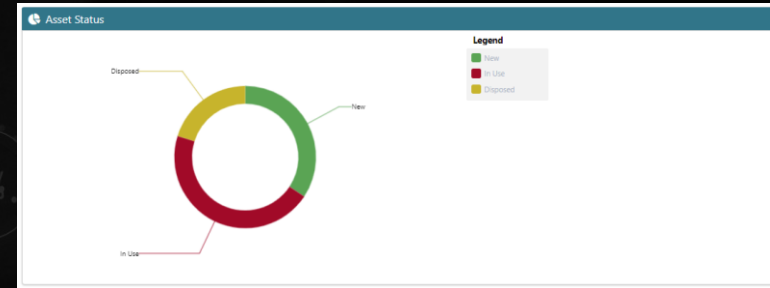 Asset Status
Legend
New
In Use
Disposed
Disposed
New
In Use